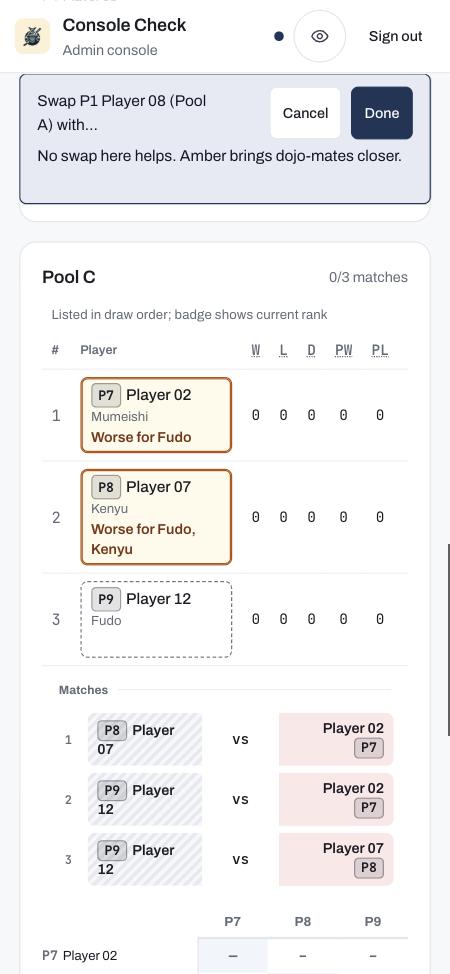 Console Check
Admin console
Sign out
Swap P1 Player 08 (Pool
A) with...
Cancel
Done
No swap here helps. Amber brings dojo-mates closer.
Pool C
0/3 matches
Listed in draw order; badge shows current rank
# Player W L D PW PL
1 P7 Player 02 0 0 0 0 0
Mumeishi
Worse for Fudo
2 P8 Player 07 0 0 0 0 0
Kenyu
Worse for Fudo,
Kenyu
3 P9 Player 12 0 0 0 0 0
Fudo
Matches
1 P8 Player
07
vs
Player 02
P7
2 P9 Player
12
vs
Player 02
P7
3 P9 Player
12
vs
Player 07
P8
P7 P8 P9
P7 Player 02 – – –